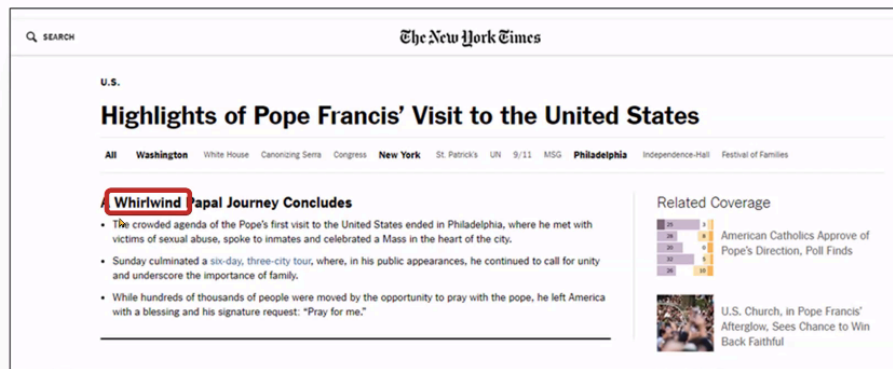 SEARCH
The New York Times
U.S.
Highlights of Pope Francis' Visit to the United States
All Washington White House Canonizing Serra Congress New York St. Patrick's UN 9/11 MSG Philadelphia Independence-Hall Festival of Families
A Whirlwind Papal Journey Concludes
• The crowded agenda of the Pope's first visit to the United States ended in Philadelphia, where he met with
victims of sexual abuse, spoke to inmates and celebrated a Mass in the heart of the city.
• Sunday culminated a six-day, three-city tour, where, in his public appearances, he continued to call for unity
and underscore the importance of family.
• While hundreds of thousands of people were moved by the opportunity to pray with the pope, he left America
with a blessing and his signature request: “Pray for me.”
Related Coverage
American Catholics Approve of
Pope's Direction, Poll Finds
U.S. Church, in Pope Francis'
Afterglow, Sees Chance to Win
Back Faithful